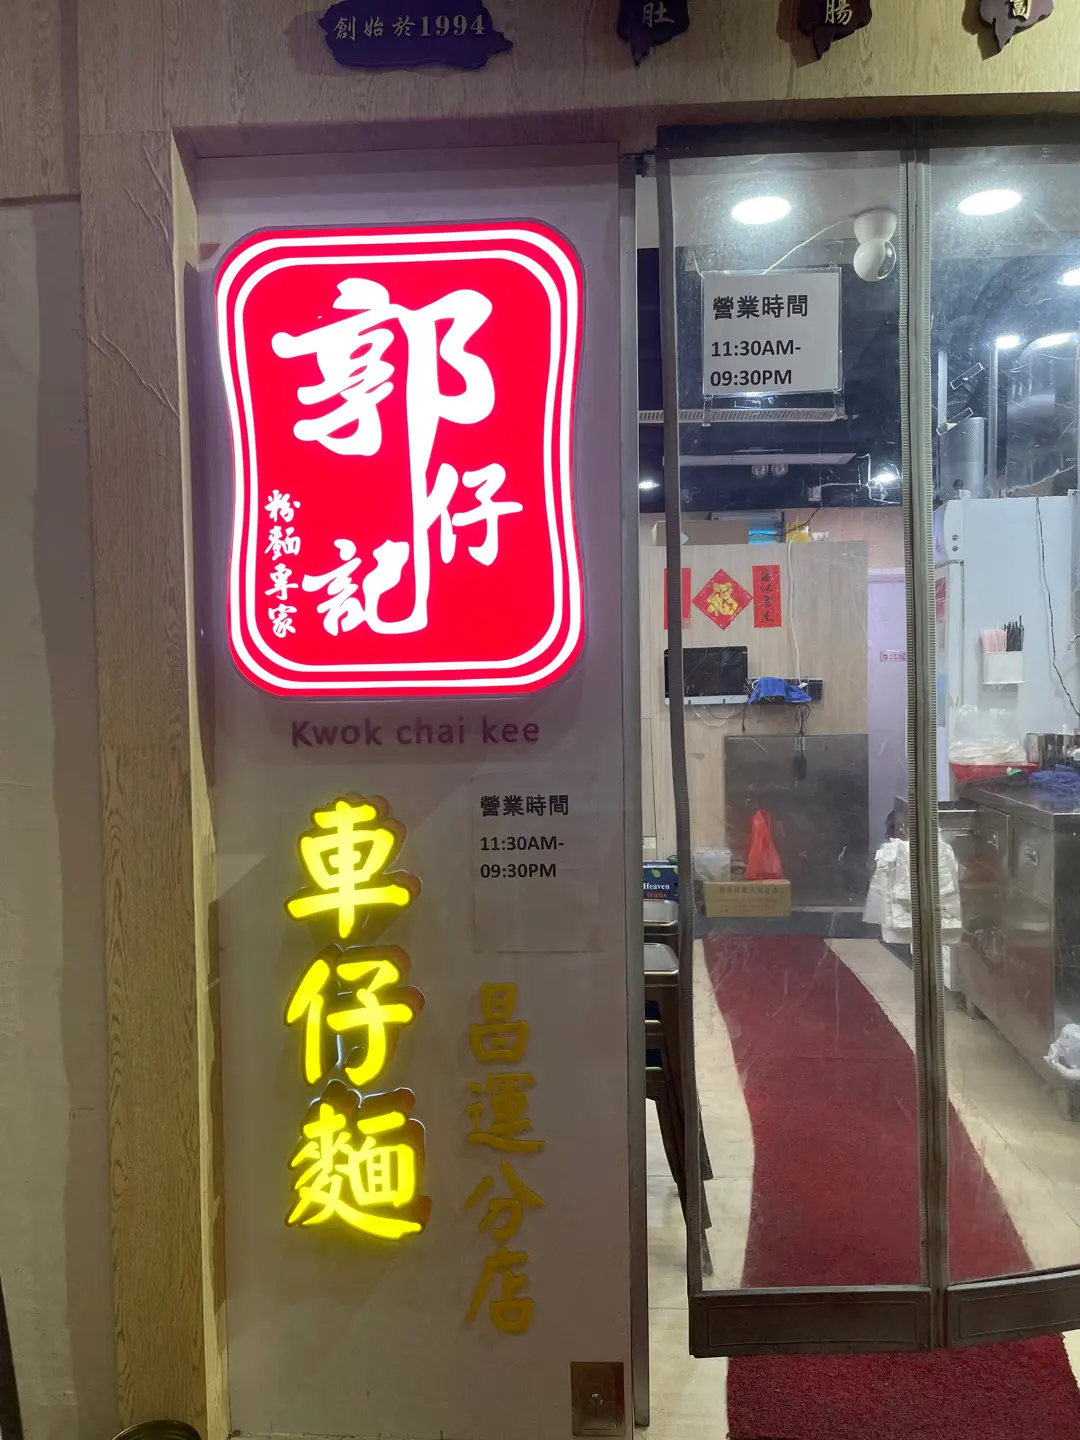 創始於1994
肚
腸
郭仔記
粉麵專家
Kwok chai kee
車仔麵
營業時間
11:30AM-
09:30PM
昌運分店
營業時間
11:30AM-
09:30PM
福
Heaven
fruits